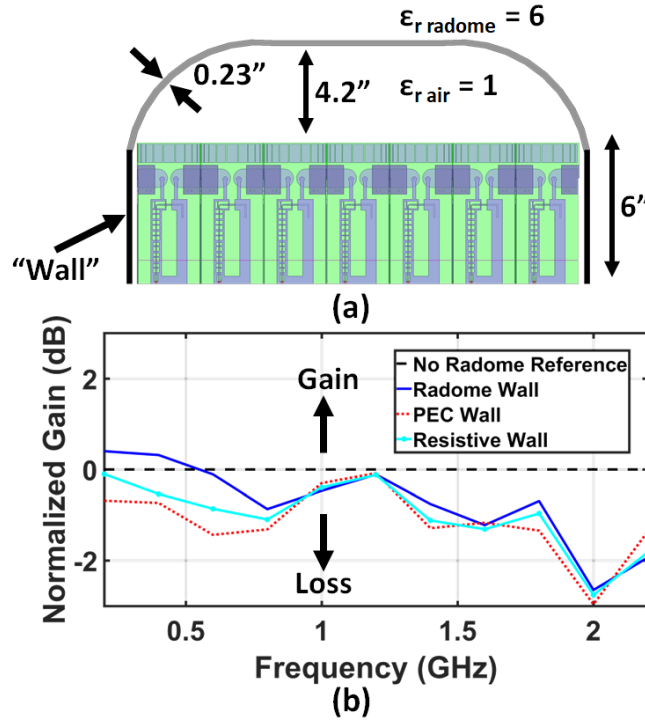 εr radome = 6
0.23”
4.2”
εr air = 1
“Wall”
6”
(a)
Normalized Gain (dB)
2
0
-2
Gain
Loss
No Radome Reference
Radome Wall
PEC Wall
Resistive Wall
0.5
1
1.5
2
Frequency (GHz)
(b)